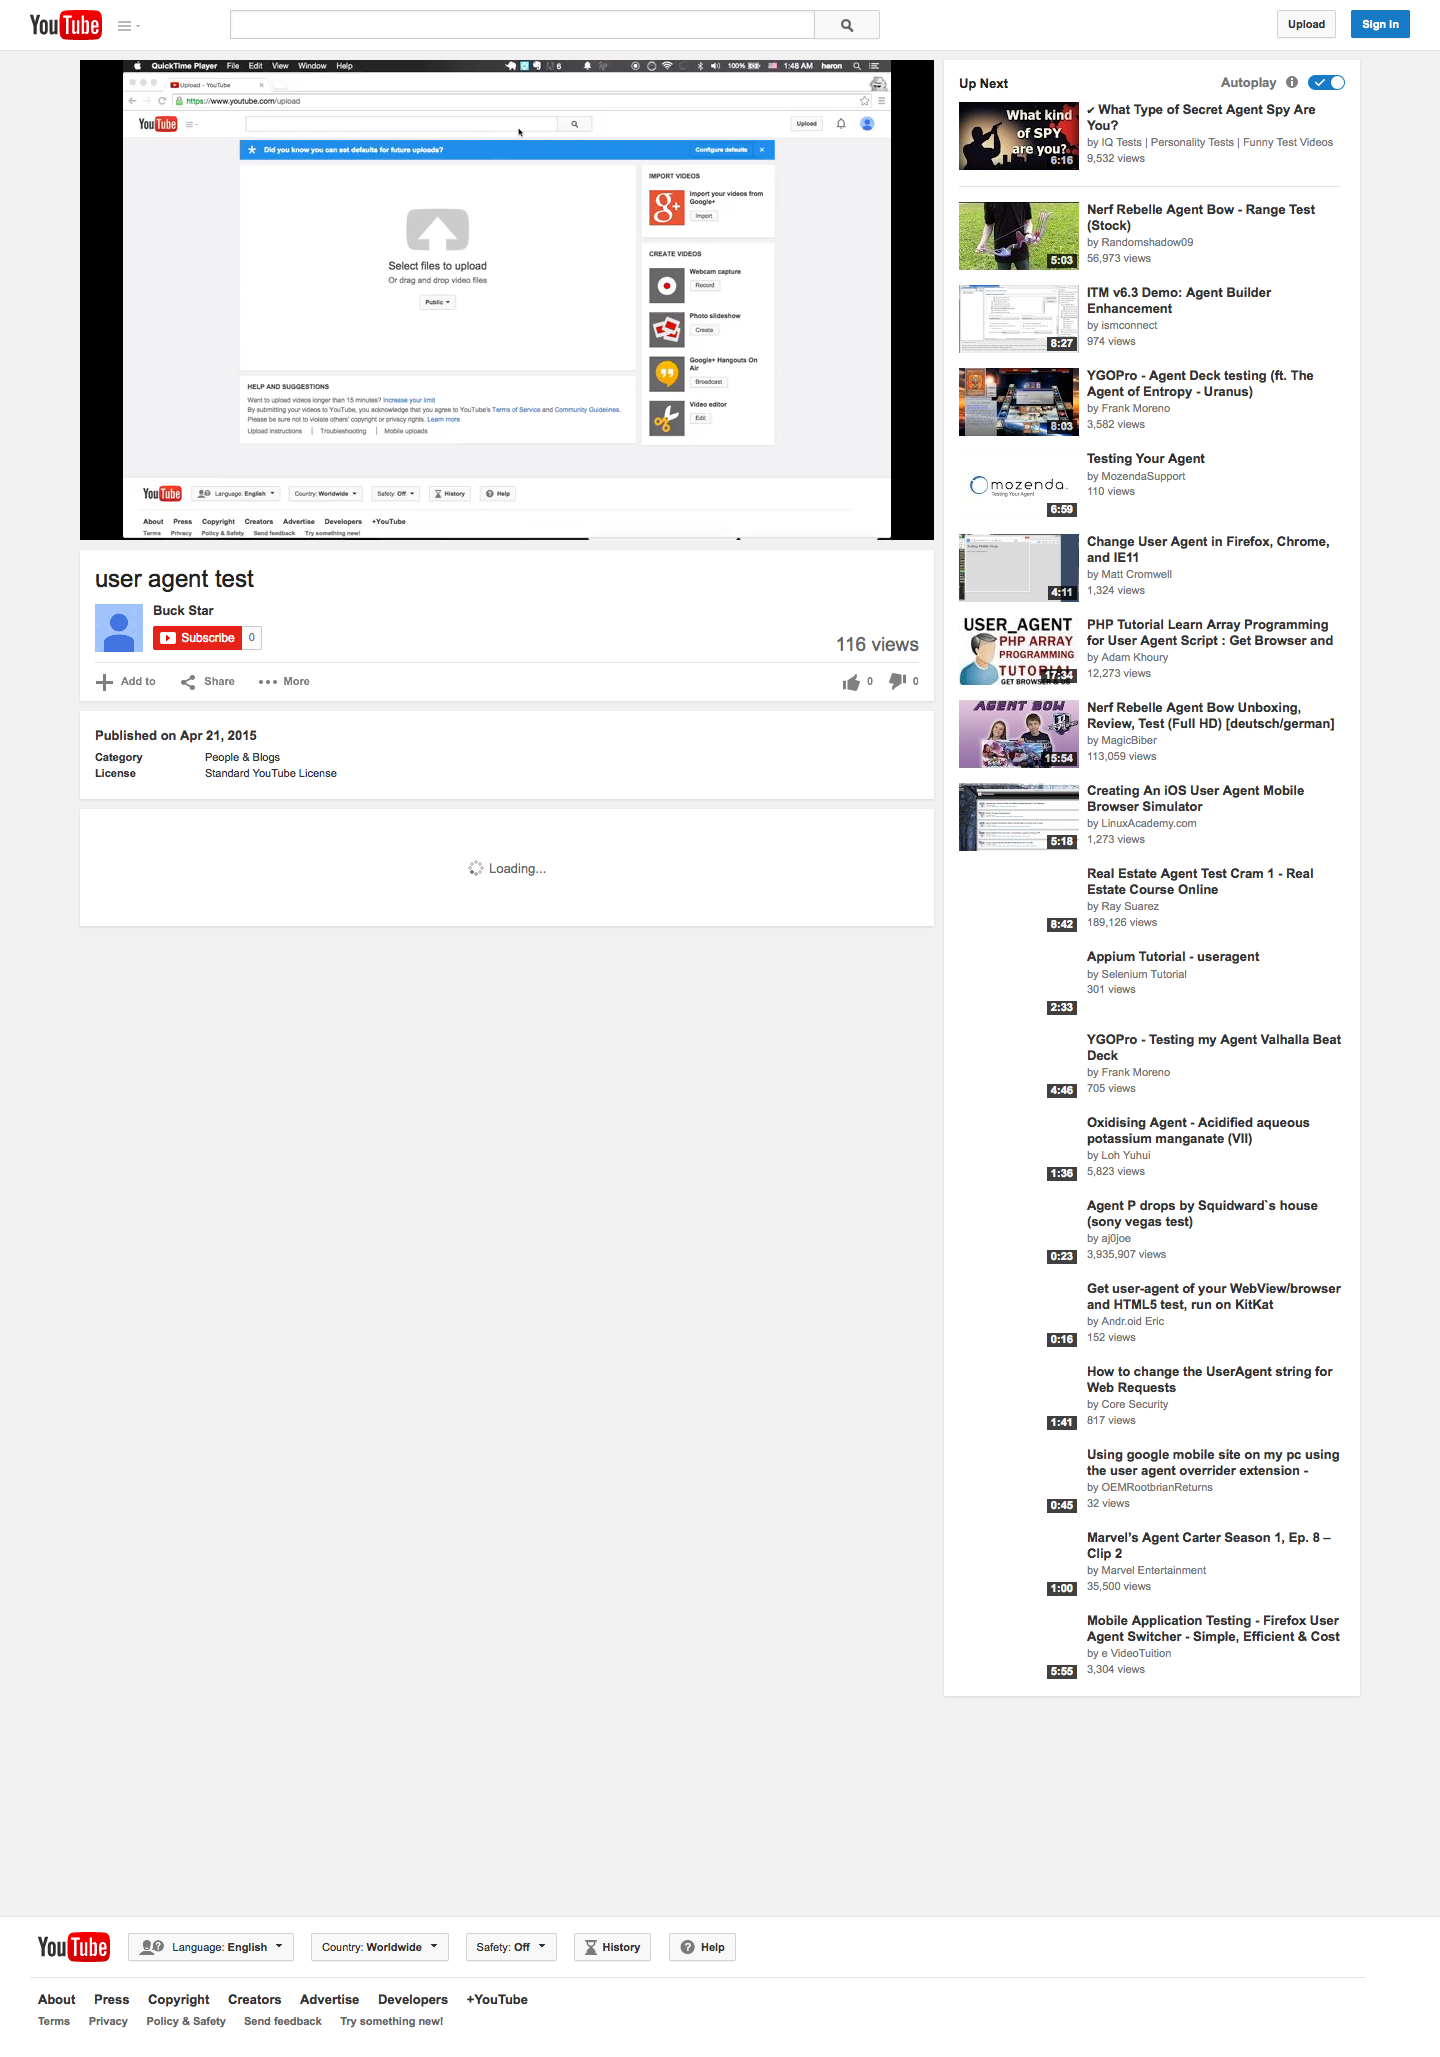 YouTube
Upload
Sign in
QuickTime Player File Edit View Window Help
6
100%
1:48 AM heron
Upload - YouTube
https://www.youtube.com/upload
YouTube
Upload
Did you know you can set defaults for future uploads?
Configure defaults
Select files to upload
Or drag and drop video files
Public
IMPORT VIDEOS
Import your videos from
Google+
Import
CREATE VIDEOS
Webcam capture
Record
Photo slideshow
Create
Google+ Hangouts On
Air
Broadcast
Video editor
Edit
HELP AND SUGGESTIONS
Want to upload videos longer than 15 minutes? Increase your limit
By submitting your videos to YouTube, you acknowledge that you agree to YouTube's Terms of Service and Community Guidelines.
Please be sure not to violate others' copyright or privacy rights. Learn more
Upload instructions | Troubleshooting | Mobile uploads
YouTube
Language: English
Country: Worldwide
Safety: Off
History
Help
About Press Copyright Creators Advertise Developers +YouTube
Terms Privacy Policy & Safety Send feedback Try something new!
user agent test
Buck Star
Subscribe 0
116 views
Add to
Share
More
0
0
Published on Apr 21, 2015
Category People & Blogs
License Standard YouTube License
Loading...
Up Next
Autoplay
What kind
of SPY
are you?
6:16
✔ What Type of Secret Agent Spy Are
You?
by IQ Tests | Personality Tests | Funny Test Videos
9,532 views
5:03
Nerf Rebelle Agent Bow - Range Test
(Stock)
by Randomshadow09
56,973 views
8:27
ITM v6.3 Demo: Agent Builder
Enhancement
by ismconnect
974 views
8:03
YGOPro - Agent Deck testing (ft. The
Agent of Entropy - Uranus)
by Frank Moreno
3,582 views
mozenda
Testing Your Agent
6:59
Testing Your Agent
by MozendaSupport
110 views
4:11
Change User Agent in Firefox, Chrome,
and IE11
by Matt Cromwell
1,324 views
USER_AGENT
PHP ARRAY
PROGRAMMING
TUTORIAL
GET BROWSER & OS
17:34
PHP Tutorial Learn Array Programming
for User Agent Script : Get Browser and
by Adam Khoury
12,273 views
AGENT BOW
15:54
Nerf Rebelle Agent Bow Unboxing,
Review, Test (Full HD) [deutsch/german]
by MagicBiber
113,059 views
5:18
Creating An iOS User Agent Mobile
Browser Simulator
by LinuxAcademy.com
1,273 views
8:42
Real Estate Agent Test Cram 1 - Real
Estate Course Online
by Ray Suarez
189,126 views
2:33
Appium Tutorial - useragent
by Selenium Tutorial
301 views
4:46
YGOPro - Testing my Agent Valhalla Beat
Deck
by Frank Moreno
705 views
1:36
Oxidising Agent - Acidified aqueous
potassium manganate (VII)
by Loh Yuhui
5,823 views
0:23
Agent P drops by Squidward`s house
(sony vegas test)
by aj0joe
3,935,907 views
0:16
Get user-agent of your WebView/browser
and HTML5 test, run on KitKat
by Andr.oid Eric
152 views
1:41
How to change the UserAgent string for
Web Requests
by Core Security
817 views
0:45
Using google mobile site on my pc using
the user agent overrider extension -
by OEMRootbrianReturns
32 views
1:00
Marvel's Agent Carter Season 1, Ep. 8 –
Clip 2
by Marvel Entertainment
35,500 views
5:55
Mobile Application Testing - Firefox User
Agent Switcher - Simple, Efficient & Cost
by e VideoTuition
3,304 views
YouTube
Language: English
Country: Worldwide
Safety: Off
History
Help
About Press Copyright Creators Advertise Developers +YouTube
Terms Privacy Policy & Safety Send feedback Try something new!